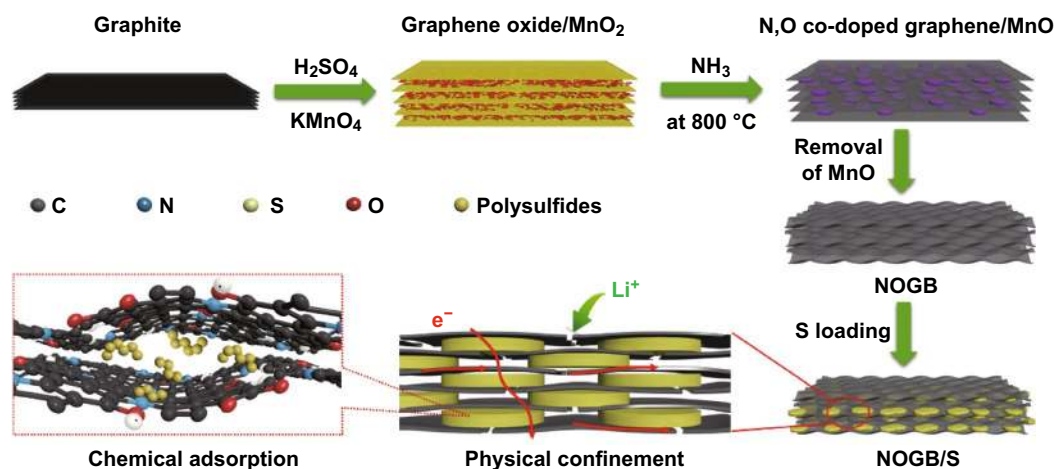 Graphite
Graphene oxide/MnO₂
N,O co-doped graphene/MnO
H₂SO₄
KMnO₄
NH₃
at 800 °C
Removal
of MnO
C
N
S
O
Polysulfides
NOGB
Li⁺
e⁻
S loading
Chemical adsorption
Physical confinement
NOGB/S